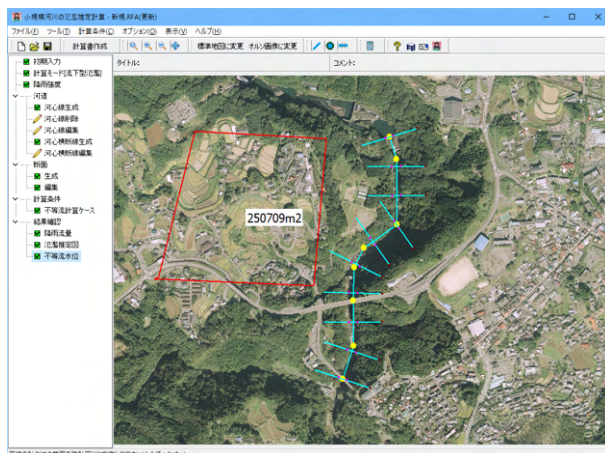 小規模河川の氾濫推定計算 - 新規.RFA(更新)
ファイル(F) ツール(T) 計算条件(C) オプション(O) 表示(V) ヘルプ(H)
計算書作成 標準地図に変更 オルソ画像に変更
タイトル: コメント:
初期入力
計算モード(流下型/氾濫)
降雨強度
河道
河心線生成
河心線削除
河心線編集
河心横断線生成
河心横断線編集
断面
生成
編集
計算条件
不等流計算ケース
結果確認
降雨流量
氾濫推定図
不等流水位
250709m2